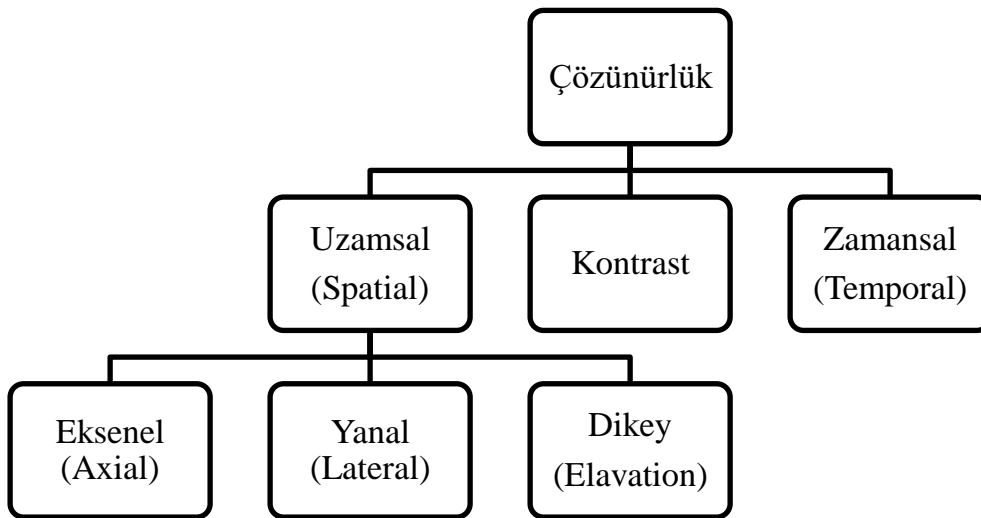 Çözünürlük
Uzamsal
(Spatial)
Kontrast
Zamansal
(Temporal)
Eksenel
(Axial)
Yanal
(Lateral)
Dikey
(Elavation)